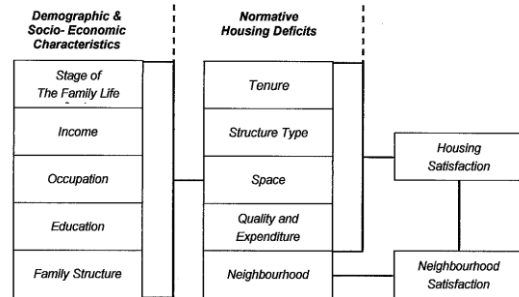 Demographic &
Socio- Economic
Characteristics
Stage of
The Family Life
Income
Occupation
Education
Family Structure
Normative
Housing Deficits
Tenure
Structure Type
Space
Quality and
Expenditure
Neighbourhood
Housing
Satisfaction
Neighbourhood
Satisfaction